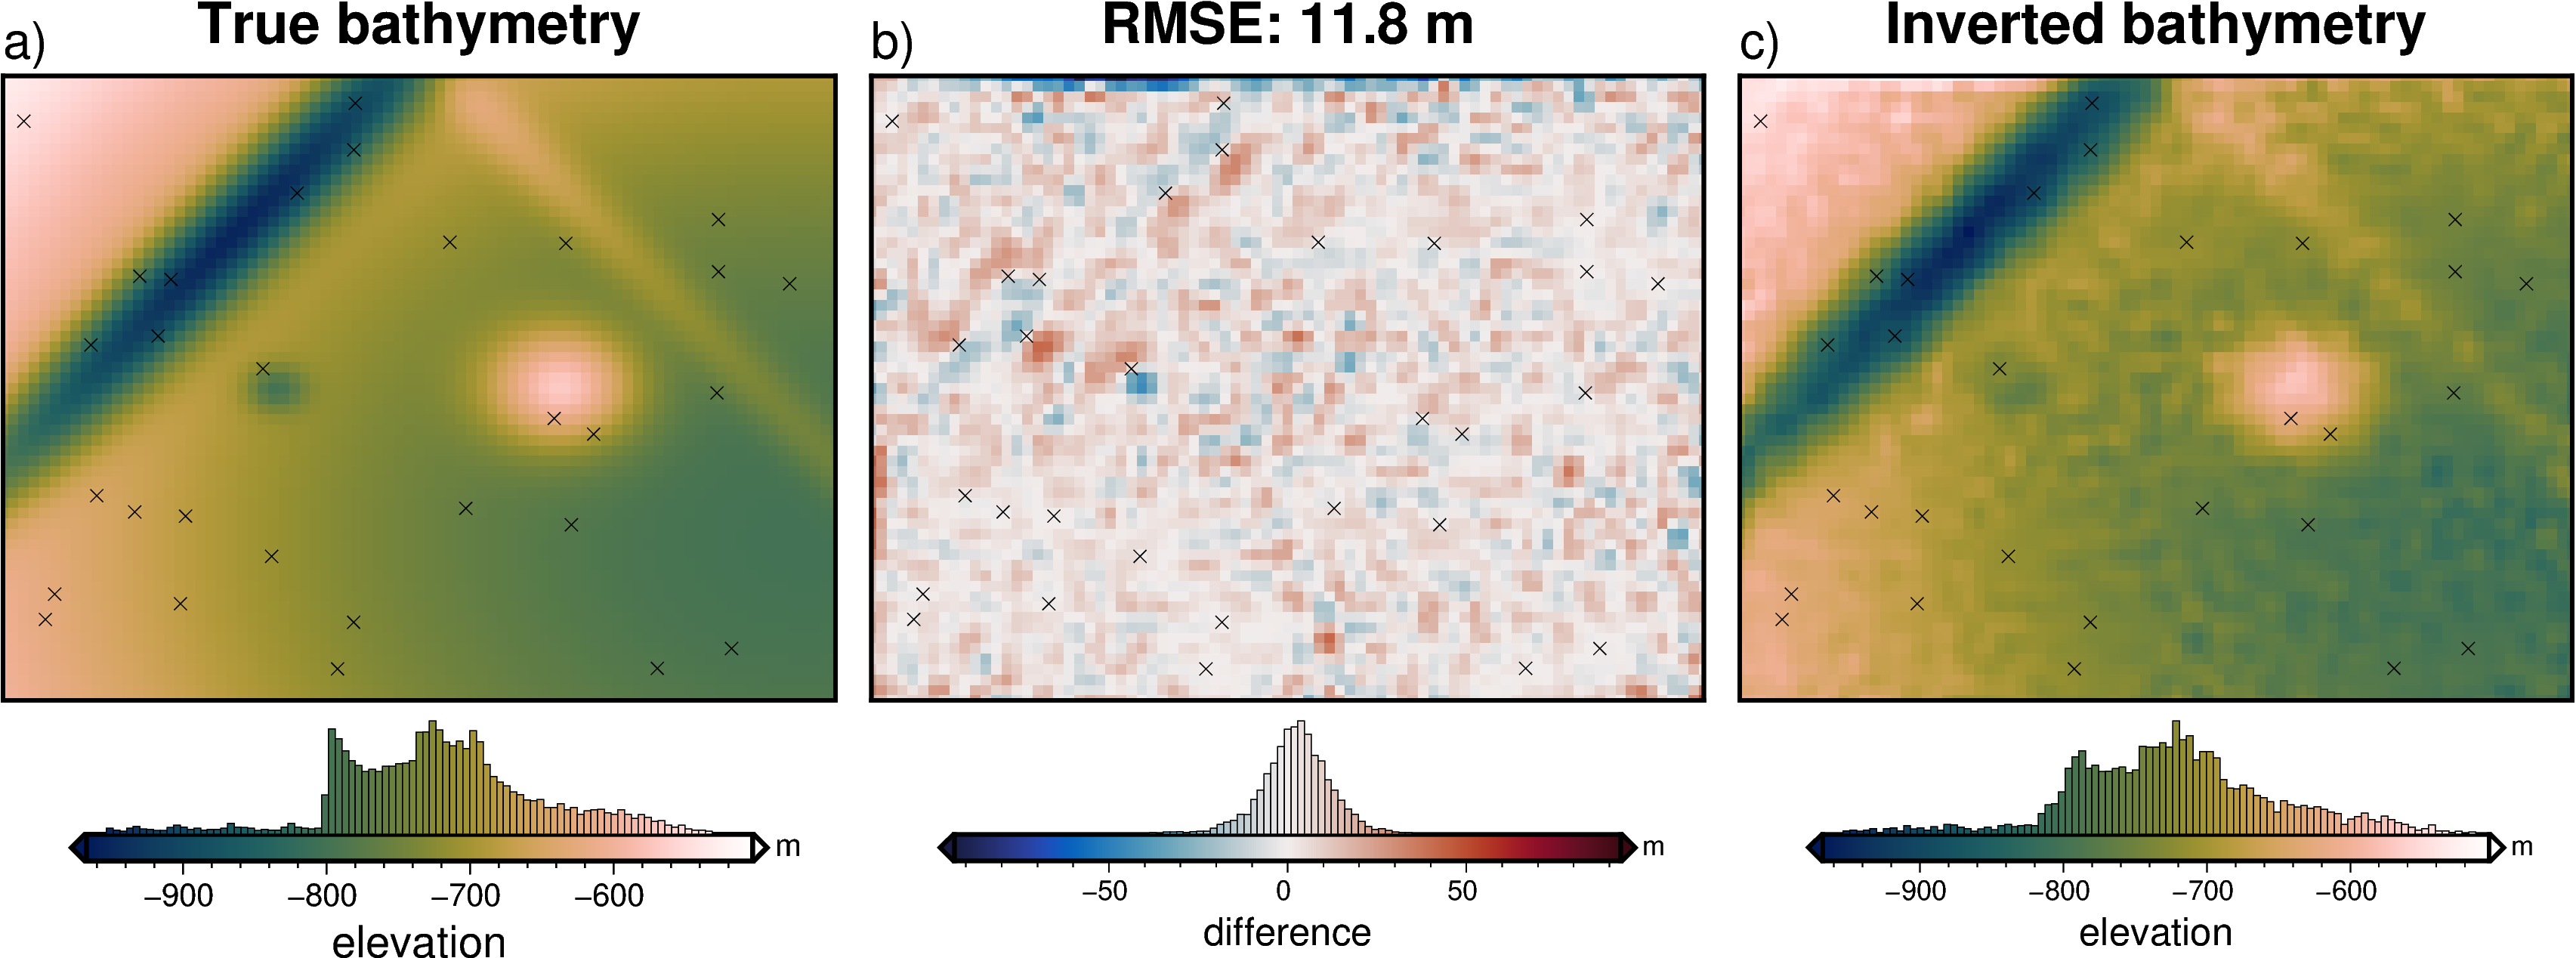 a) True bathymetry
b) RMSE: 11.8 m
c) Inverted bathymetry
m
−900 −800 −700 −600
elevation
m
−50 0 50
difference
m
−900 −800 −700 −600
elevation